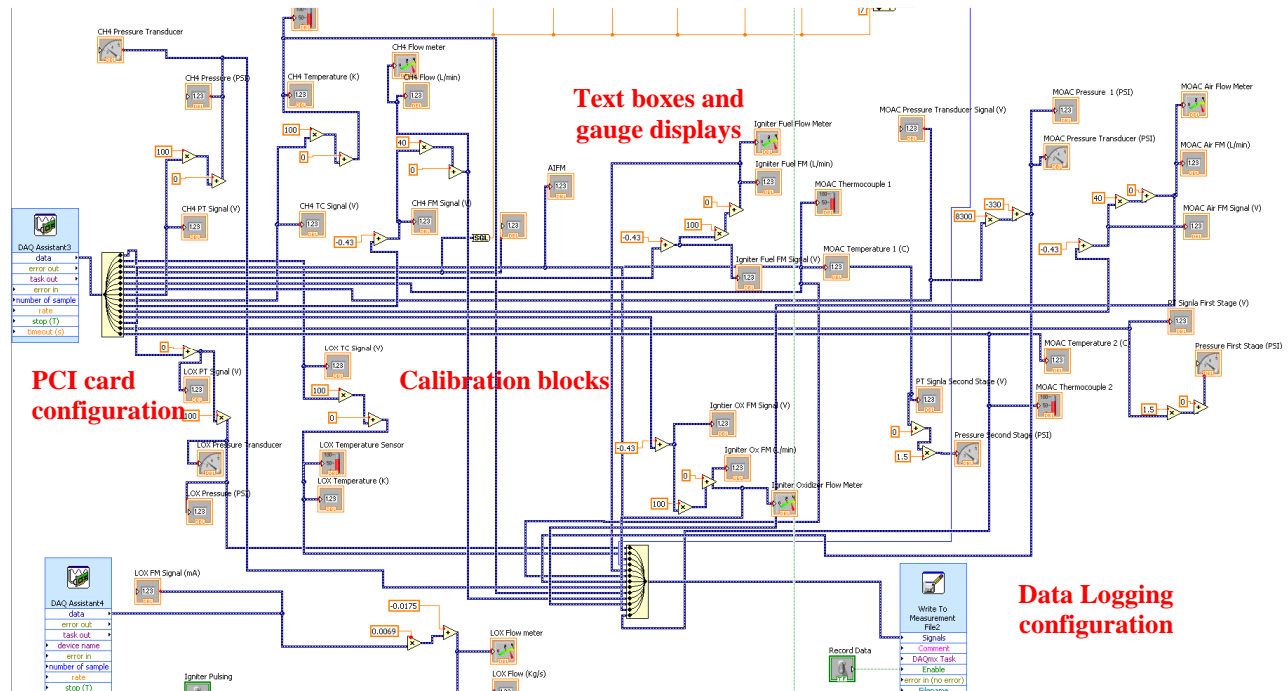 7
CH4 Pressure Transducer
CH4 Pressure (PSI)
100
0
CH4 PT Signal (V)
CH4 Temperature (K)
100
0
CH4 TC Signal (V)
CH4 Flow meter
CH4 Flow (L/min)
40
0
CH4 FM Signal (V)
-0.43
SGL
AIFM
Text boxes and
gauge displays
Igniter Fuel Flow Meter
Igniter Fuel FM (L/min)
0
100
-0.43
Igniter Fuel FM Signal (V)
MOAC Thermocouple 1
MOAC Temperature 1 (C)
MOAC Pressure Transducer Signal (V)
MOAC Pressure 1 (PSI)
MOAC Pressure Transducer (PSI)
-330
8300
MOAC Air Flow Meter
MOAC Air FM (L/min)
0
40
MOAC Air FM Signal (V)
-0.43
DAQ Assistant3
data
error out
task out
error in
number of sample
rate
stop (T)
timeout (s)
PCI card
configuration
0
LOX PT Signal (V)
100
LOX Pressure Transducer
LOX Pressure (PSI)
LOX TC Signal (V)
100
0
LOX Temperature Sensor
LOX Temperature (K)
Calibration blocks
Igntier OX FM Signal (V)
-0.43
Igniter Ox FM (L/min)
0
100
Igniter Oxidizer Flow Meter
PT Signla Second Stage (V)
0
Pressure Second Stage (PSI)
1.5
MOAC Temperature 2 (C)
MOAC Thermocouple 2
PT Signla First Stage (V)
Pressure First Stage (PSI)
0
1.5
DAQ Assistant4
data
error out
task out
device name
error in
number of sample
rate
stop (T)
LOX FM Signal (mA)
-0.0175
0.0069
LOX Flow meter
LOX Flow (Kg/s)
Igniter Pulsing
Record Data
Write To
Measurement
File2
Signals
Comment
DAQmx Task
Enable
error in (no error)
Filename
Data Logging
configuration